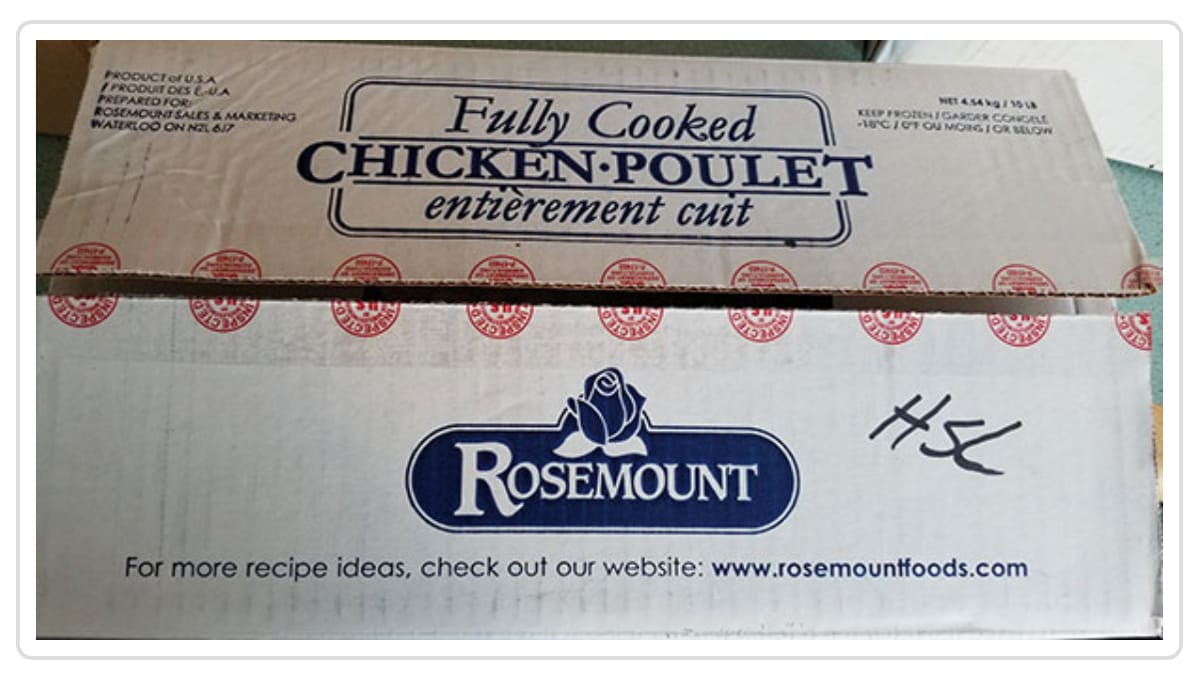 PRODUCT of U.S.A
/ PRODUIT DES É.-U.A
PREPARED FOR:
ROSEMOUNT SALES & MARKETING
WATERLOO ON N2L 6J7
Fully Cooked
CHICKEN·POULET
entièrement cuit
NET 4.54 kg / 10 LB
KEEP FROZEN / GARDER CONGELÉ
-18°C / 0°F OU MOINS / OR BELOW
INSPECTED
ROSEMOUNT
H56
For more recipe ideas, check out our website: www.rosemountfoods.com